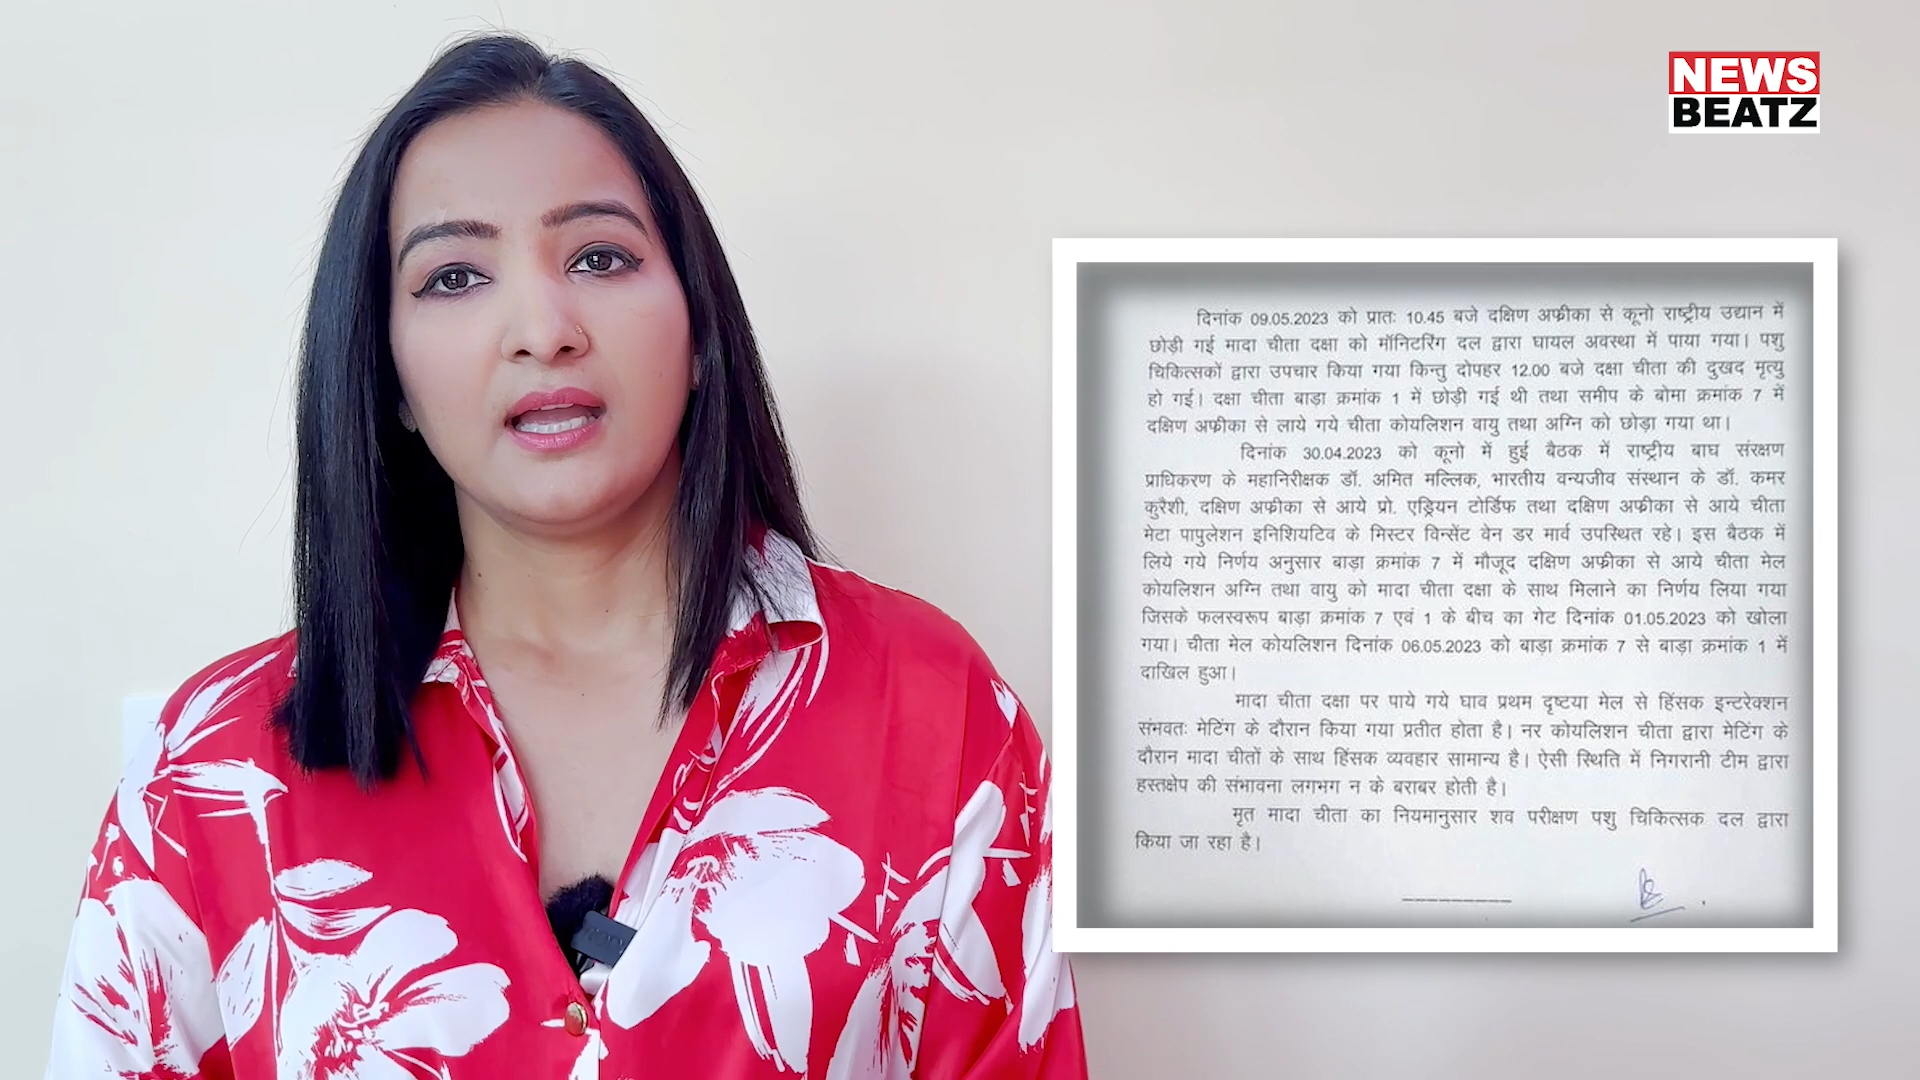 NEWS
BEATZ
दिनांक 09.05.2023 को प्रातः 10.45 बजे दक्षिण अफ्रीका से कूनो राष्ट्रीय उद्यान में
छोड़ी गई मादा चीता दक्षा को मॉनिटरिंग दल द्वारा घायल अवस्था में पाया गया। पशु
चिकित्सकों द्वारा उपचार किया गया किन्तु दोपहर 12.00 बजे दक्षा चीता की दुखद मृत्यु
हो गई। दक्षा चीता बाड़ा क्रमांक 1 में छोड़ी गई थी तथा समीप के बोमा क्रमांक 7 में
दक्षिण अफ्रीका से लाये गये चीता कोयलिशन वायु तथा अग्नि को छोड़ा गया था।
दिनांक 30.04.2023 को कूनो में हुई बैठक में राष्ट्रीय बाघ संरक्षण
प्राधिकरण के महानिरीक्षक डॉ. अमित मल्लिक, भारतीय वन्यजीव संस्थान के डॉ. कमर
कुरैशी, दक्षिण अफ्रीका से आये प्रो. एड्रियन टोर्डिफ तथा दक्षिण अफ्रीका से आये चीता
मेटा पापुलेशन इनिशियटिव के मिस्टर विन्सेंट वेन डर मार्व उपस्थित रहे। इस बैठक में
लिये गये निर्णय अनुसार बाड़ा क्रमांक 7 में मौजूद दक्षिण अफ्रीका से आये चीता मेल
कोयलिशन अग्नि तथा वायु को मादा चीता दक्षा के साथ मिलाने का निर्णय लिया गया
जिसके फलस्वरूप बाड़ा क्रमांक 7 एवं 1 के बीच का गेट दिनांक 01.05.2023 को खोला
गया। चीता मेल कोयलिशन दिनांक 06.05.2023 को बाड़ा क्रमांक 7 से बाड़ा क्रमांक 1 में
दाखिल हुआ।
मादा चीता दक्षा पर पाये गये घाव प्रथम दृष्टया मेल से हिंसक इन्टरेक्शन
संभवतः मेटिंग के दौरान किया गया प्रतीत होता है। नर कोयलिशन चीता द्वारा मेटिंग के
दौरान मादा चीतों के साथ हिंसक व्यवहार सामान्य है। ऐसी स्थिति में निगरानी टीम द्वारा
हस्तक्षेप की संभावना लगभग न के बराबर होती है।
मृत मादा चीता का नियमानुसार शव परीक्षण पशु चिकित्सक दल द्वारा
किया जा रहा है।